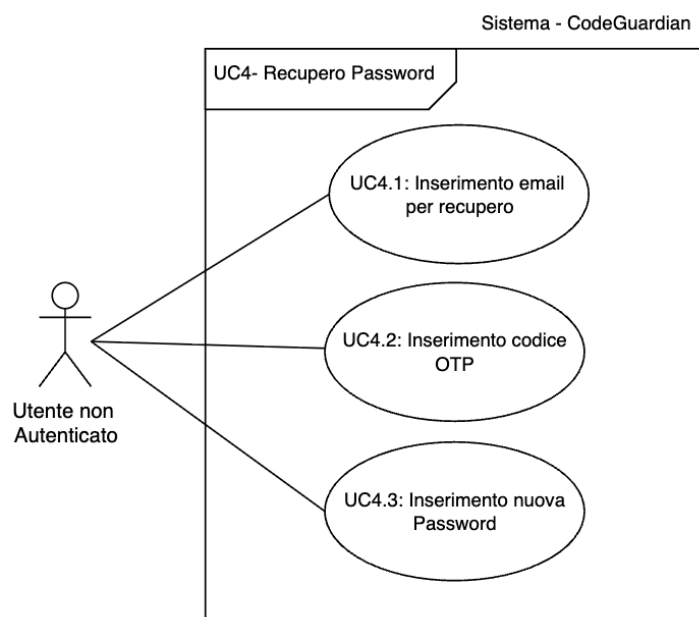 Sistema - CodeGuardian
UC4- Recupero Password
UC4.1: Inserimento email
per recupero
UC4.2: Inserimento codice
OTP
Utente non
Autenticato
UC4.3: Inserimento nuova
Password